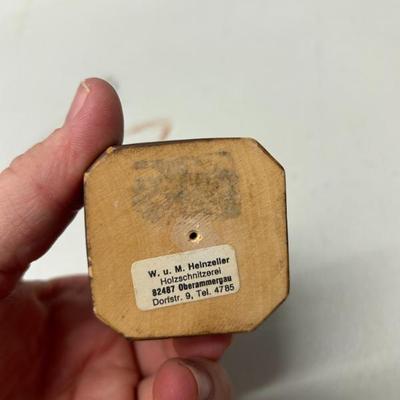 W. u. M. Heinzeller
Holzschnitzerei
82487 Oberammergau
Dorfstr. 9, Tel. 4785